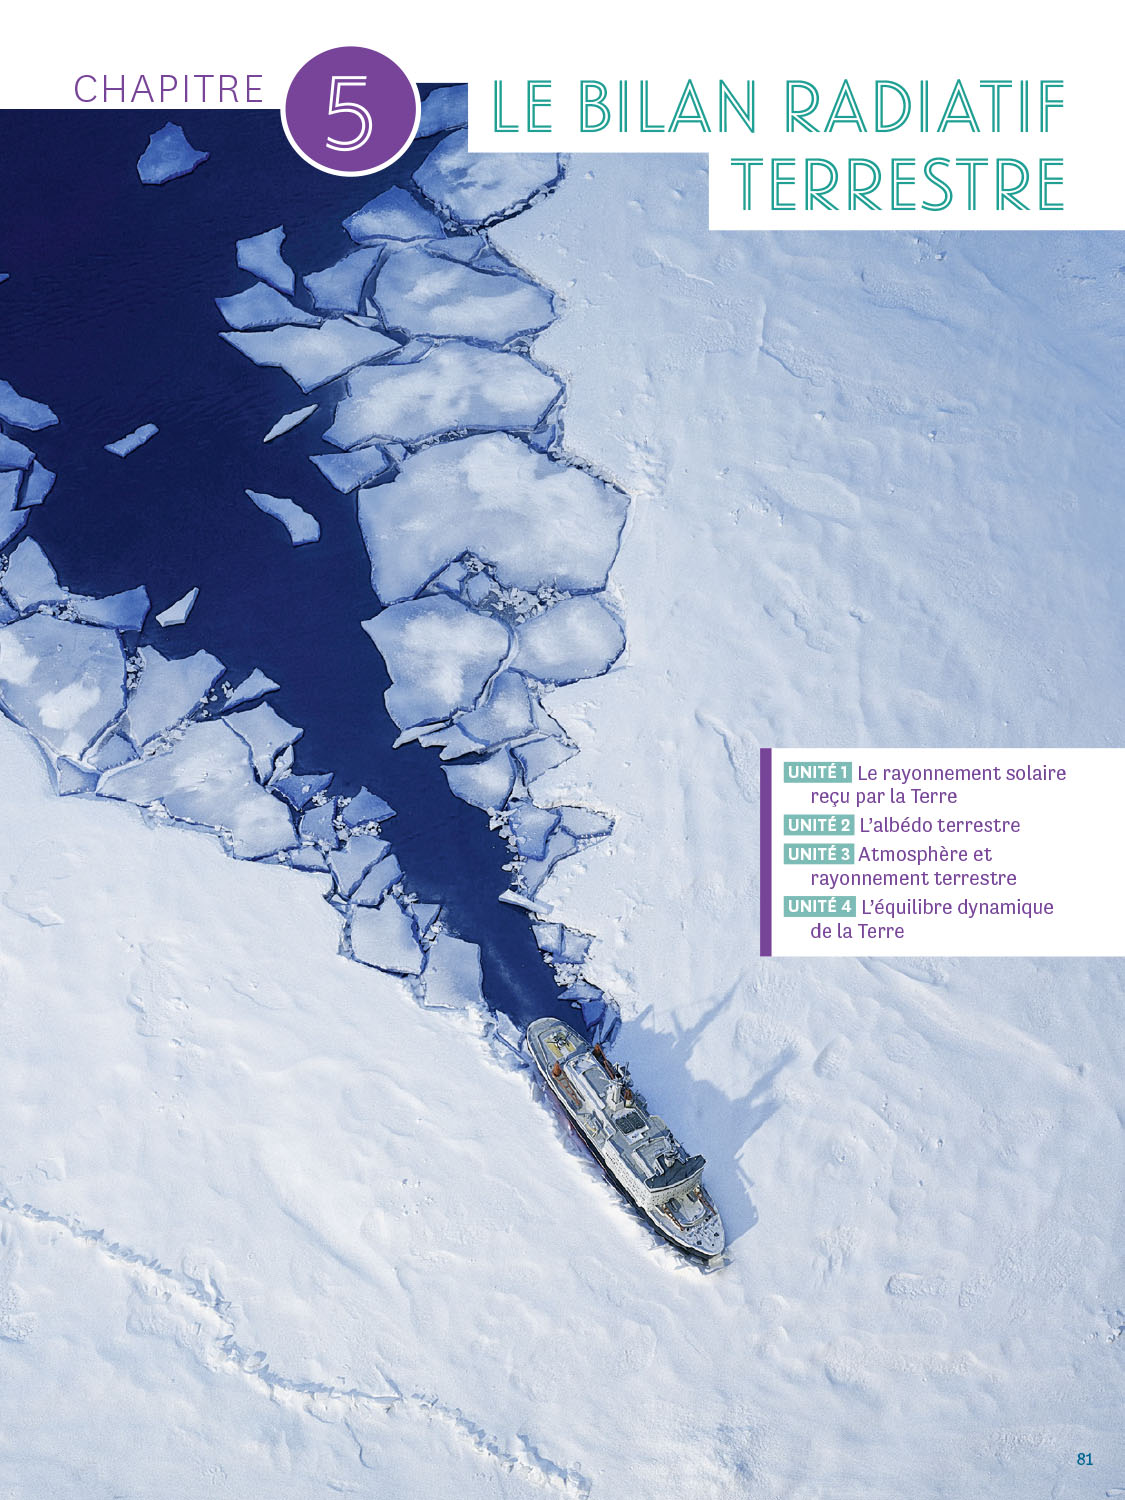 CHAPITRE 5
LE BILAN RADIATIF
TERRESTRE
UNITÉ 1 Le rayonnement solaire
reçu par la Terre
UNITÉ 2 L’albédo terrestre
UNITÉ 3 Atmosphère et
rayonnement terrestre
UNITÉ 4 L’équilibre dynamique
de la Terre
81